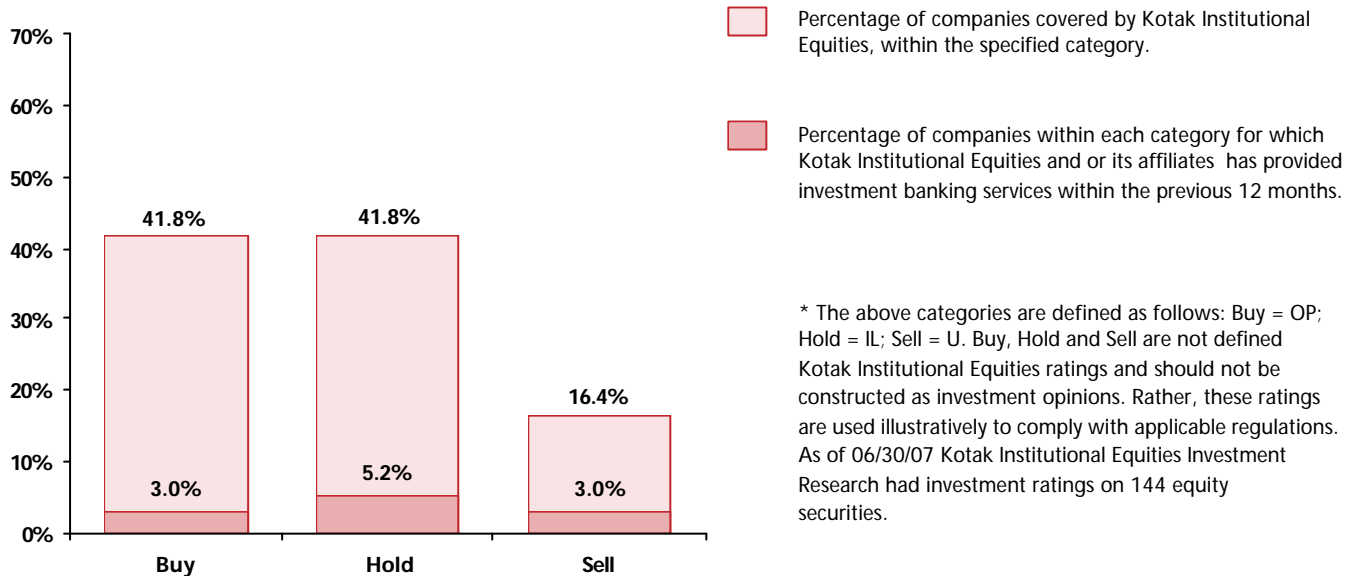 70%
60%
50%
40%
30%
20%
10%
0%
41.8%
41.8%
16.4%
3.0%
5.2%
3.0%
Buy
Hold
Sell
Percentage of companies covered by Kotak Institutional
Equities, within the specified category.
Percentage of companies within each category for which
Kotak Institutional Equities and or its affiliates has provided
investment banking services within the previous 12 months.
* The above categories are defined as follows: Buy = OP;
Hold = IL; Sell = U. Buy, Hold and Sell are not defined
Kotak Institutional Equities ratings and should not be
constructed as investment opinions. Rather, these ratings
are used illustratively to comply with applicable regulations.
As of 06/30/07 Kotak Institutional Equities Investment
Research had investment ratings on 144 equity
securities.